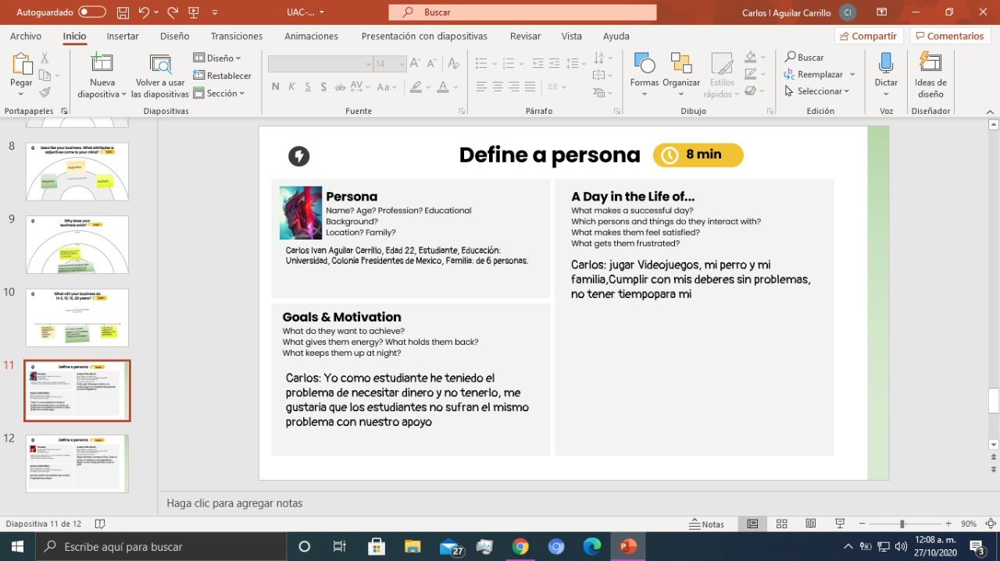 Autoguardado
UAC-...
Buscar
Carlos I Aguilar Carrillo
CI
Archivo
Inicio
Insertar
Diseño
Transiciones
Animaciones
Presentación con diapositivas
Revisar
Vista
Ayuda
Compartir
Comentarios
Pegar
Nueva
diapositiva
Volver a usar
las diapositivas
Diseño
Restablecer
Sección
14
N K S S ab AV Aa A
Formas
Organizar
Estilos
rápidos
Buscar
Reemplazar
Seleccionar
Dictar
Ideas de
diseño
Portapapeles
Diapositivas
Fuente
Párrafo
Dibujo
Edición
Voz
Diseñador
8
Describe your business. What attributes &
adjectives come to your mind?
9
Why does your
business exist?
10
What will your business do
in 5, 10, 15, 20 years?
11
Define a persona
12
Define a persona
Define a persona
8 min
Persona
Name? Age? Profession? Educational
Background?
Location? Family?
Carlos Ivan Aguilar Carrillo, Edad 22, Estudiante, Educación:
Universidad, Colonia Presidentes de Mexico, Familia: de 6 personas.
A Day in the Life of...
What makes a successful day?
Which persons and things do they interact with?
What makes them feel satisfied?
What gets them frustrated?
Carlos: jugar Videojuegos, mi perro y mi
familia,Cumplir con mis deberes sin problemas,
no tener tiempopara mi
Goals & Motivation
What do they want to achieve?
What gives them energy? What holds them back?
What keeps them up at night?
Carlos: Yo como estudiante he teniedo el
problema de necesitar dinero y no tenerlo, me
gustaria que los estudiantes no sufran el mismo
problema con nuestro apoyo
Haga clic para agregar notas
Diapositiva 11 de 12
Notas
90%
Escribe aquí para buscar
27
12:08 a. m.
27/10/2020
3